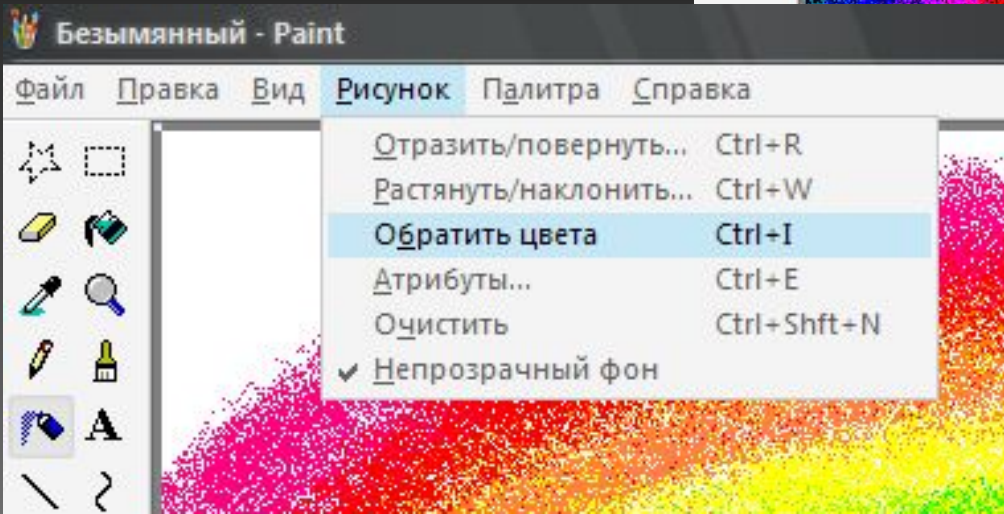 Безымянный - Paint
Файл Правка Вид Рисунок Палитра Справка
Отразить/повернуть... Ctrl+R
Растянуть/наклонить... Ctrl+W
Обратить цвета Ctrl+I
Атрибуты... Ctrl+E
Очистить Ctrl+Shft+N
Непрозрачный фон
A